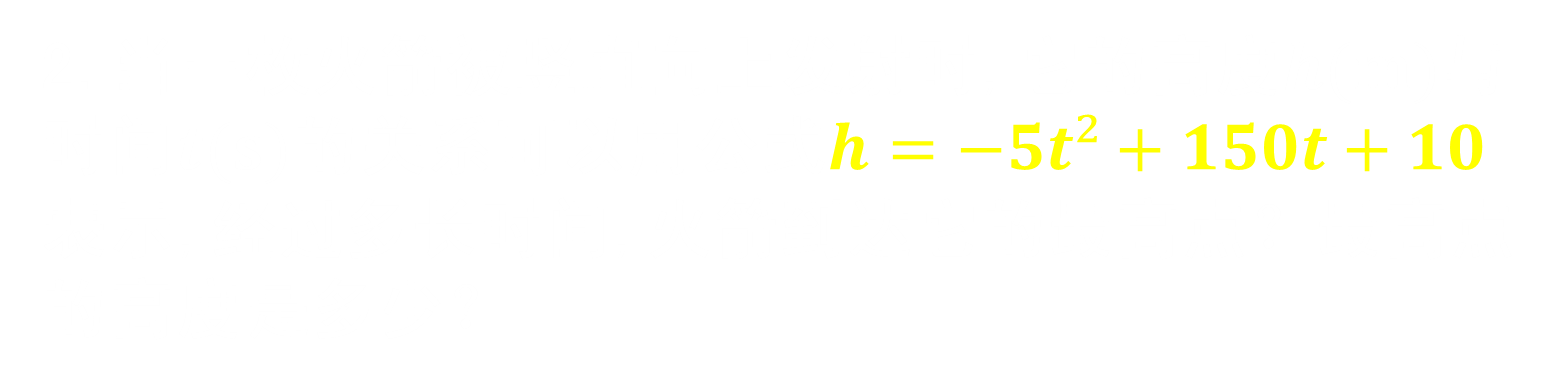 h = −5t² + 150t + 10